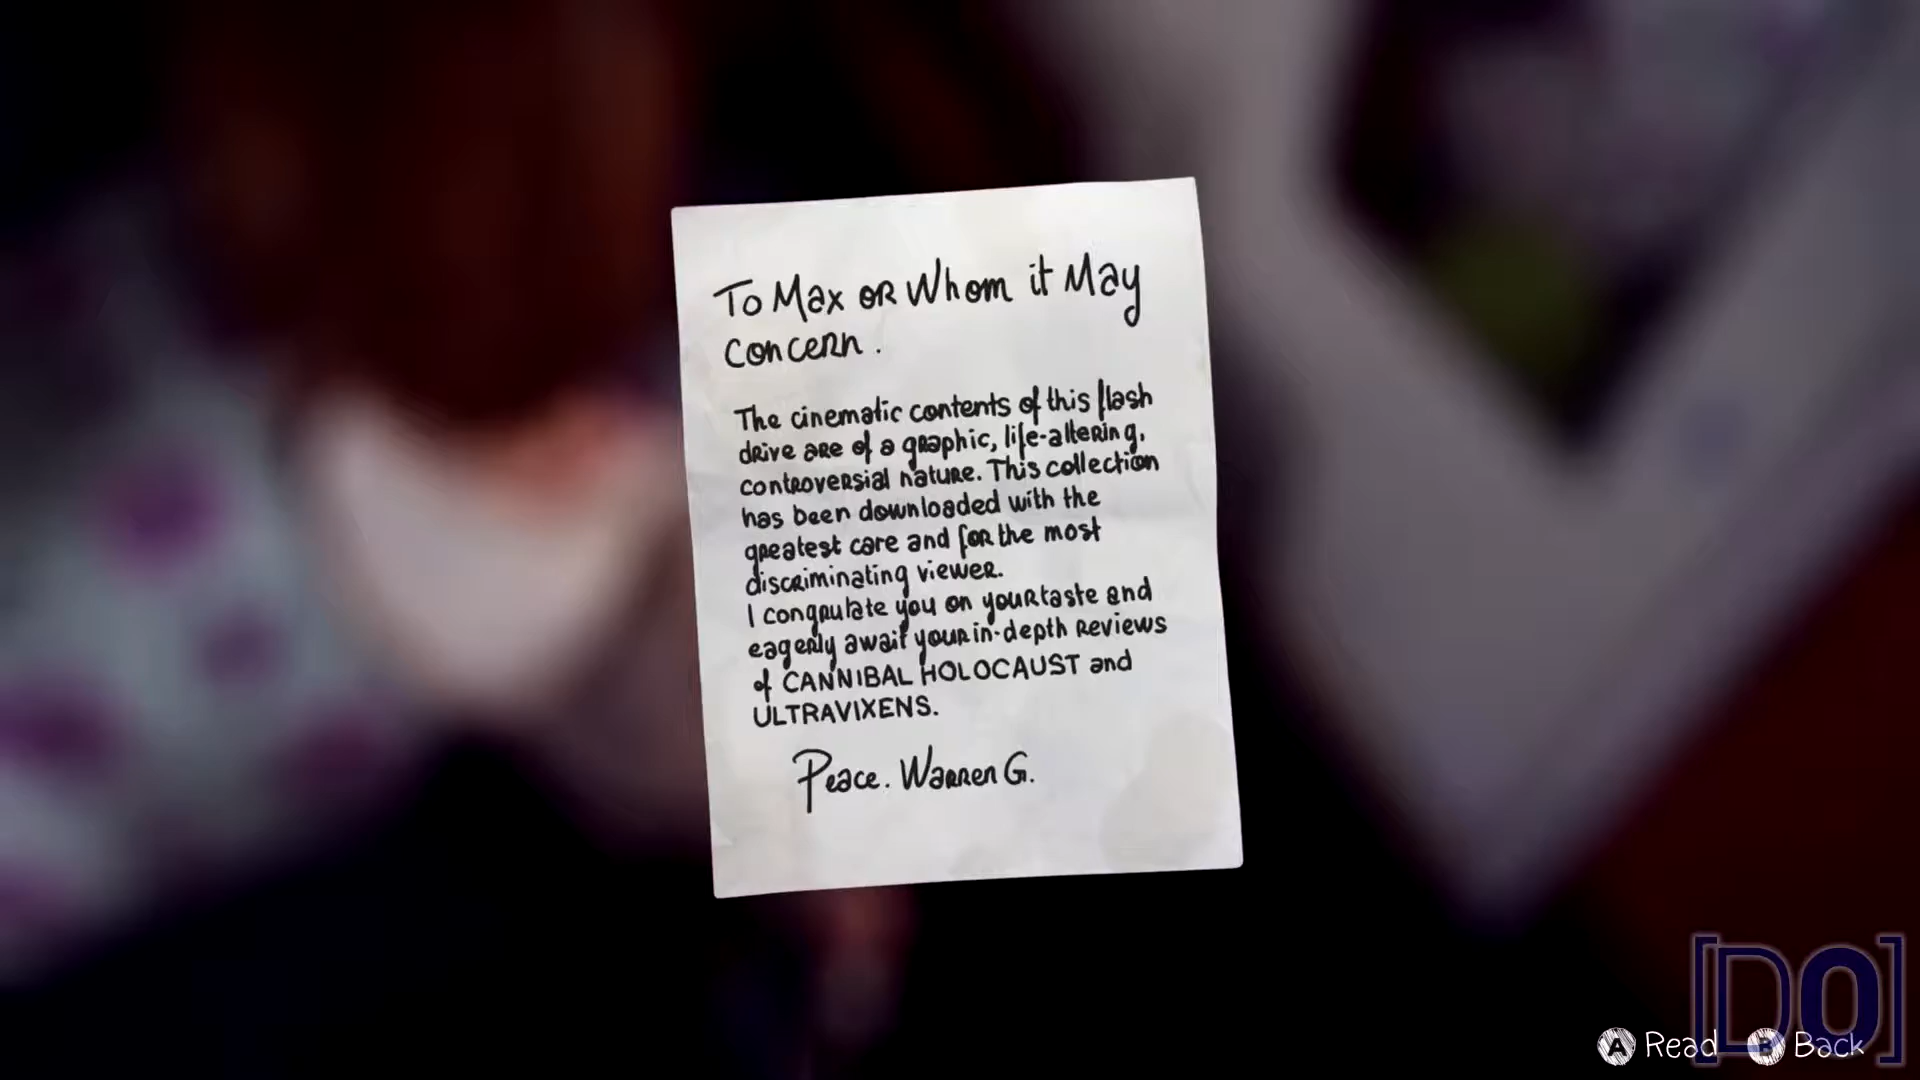 To Max or Whom it May
Concern.
The cinematic contents of this flash
drive are of a graphic, life-altering,
controversial nature. This collection
has been downloaded with the
greatest care and for the most
discriminating viewer.
I congrulate you on your taste and
eagerly await your in-depth reviews
of CANNIBAL HOLOCAUST and
ULTRAVIXENS.
Peace. Warren G.
[DO]
A Read B Back